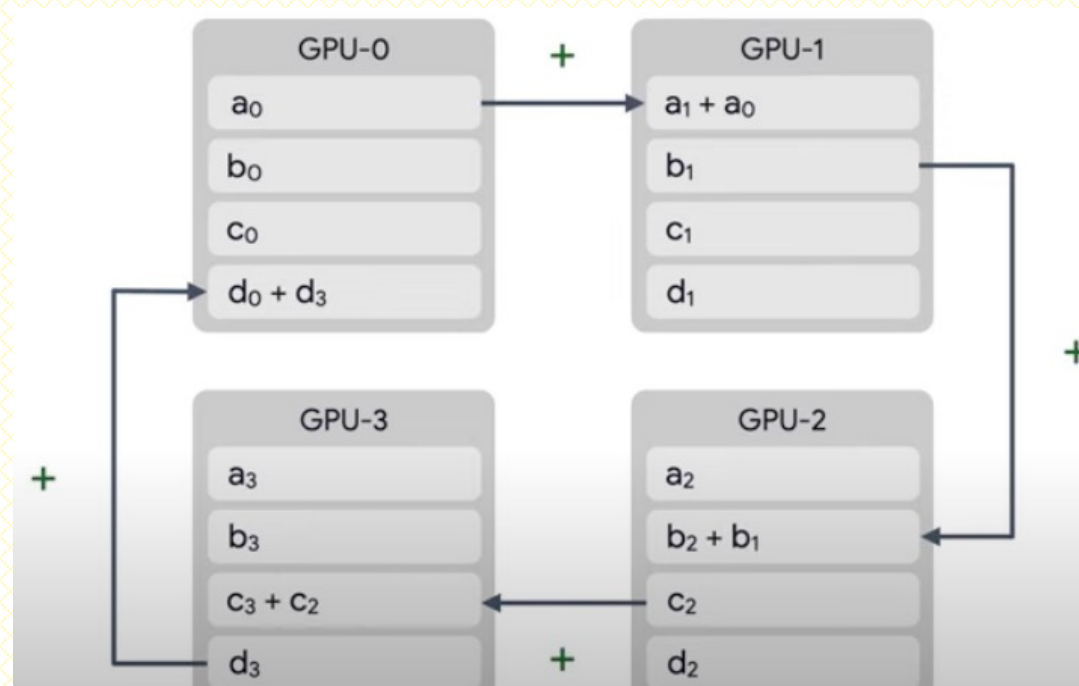 GPU-0
a₀
b₀
c₀
d₀ + d₃
+
GPU-1
a₁ + a₀
b₁
c₁
d₁
+
+
GPU-3
a₃
b₃
c₃ + c₂
d₃
+
GPU-2
a₂
b₂ + b₁
c₂
d₂